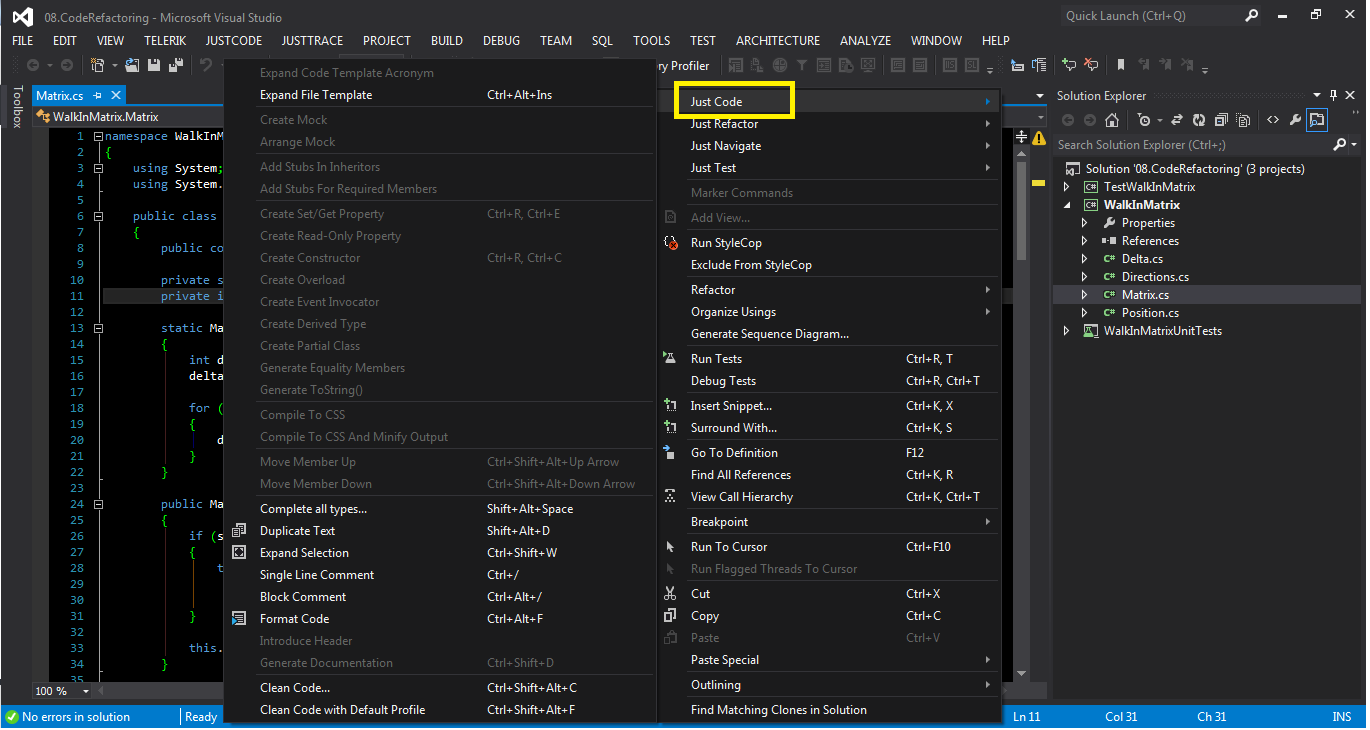 08.CodeRefactoring - Microsoft Visual Studio
Quick Launch (Ctrl+Q)
FILE EDIT VIEW TELERIK JUSTCODE JUSTTRACE PROJECT BUILD DEBUG TEAM SQL TOOLS TEST ARCHITECTURE ANALYZE WINDOW HELP
ry Profiler
Toolbox
Matrix.cs
WalkInMatrix.Matrix
1 namespace WalkInM
2 {
3 using System;
4 using System.
5
6 public class
7 {
8 public co
9
10 private s
11 private i
12
13 static Ma
14 {
15 int d
16 delta
17
18 for (
19 {
20 d
21 }
22 }
23
24 public Ma
25 {
26 if (s
27 {
28 t
29
30
31 }
32
33 this.
34 }
35
100 %
Expand Code Template Acronym
Expand File Template Ctrl+Alt+Ins
Create Mock
Arrange Mock
Add Stubs In Inheritors
Add Stubs For Required Members
Create Set/Get Property Ctrl+R, Ctrl+E
Create Read-Only Property
Create Constructor Ctrl+R, Ctrl+C
Create Overload
Create Event Invocator
Create Derived Type
Create Partial Class
Generate Equality Members
Generate ToString()
Compile To CSS
Compile To CSS And Minify Output
Move Member Up Ctrl+Shift+Alt+Up Arrow
Move Member Down Ctrl+Shift+Alt+Down Arrow
Complete all types... Shift+Alt+Space
Duplicate Text Shift+Alt+D
Expand Selection Ctrl+Shift+W
Single Line Comment Ctrl+/
Block Comment Ctrl+Alt+/
Format Code Ctrl+Alt+F
Introduce Header
Generate Documentation Ctrl+Shift+D
Clean Code... Ctrl+Shift+Alt+C
Clean Code with Default Profile Ctrl+Shift+Alt+F
Just Code
Just Refactor
Just Navigate
Just Test
Marker Commands
Add View...
Run StyleCop
Exclude From StyleCop
Refactor
Organize Usings
Generate Sequence Diagram...
Run Tests Ctrl+R, T
Debug Tests Ctrl+R, Ctrl+T
Insert Snippet... Ctrl+K, X
Surround With... Ctrl+K, S
Go To Definition F12
Find All References Ctrl+K, R
View Call Hierarchy Ctrl+K, Ctrl+T
Breakpoint
Run To Cursor Ctrl+F10
Run Flagged Threads To Cursor
Cut Ctrl+X
Copy Ctrl+C
Paste Ctrl+V
Paste Special
Outlining
Find Matching Clones in Solution
Solution Explorer
Search Solution Explorer (Ctrl+;)
Solution '08.CodeRefactoring' (3 projects)
C# TestWalkInMatrix
C# WalkInMatrix
Properties
References
C# Delta.cs
C# Directions.cs
C# Matrix.cs
C# Position.cs
WalkInMatrixUnitTests
No errors in solution Ready Ln 11 Col 31 Ch 31 INS